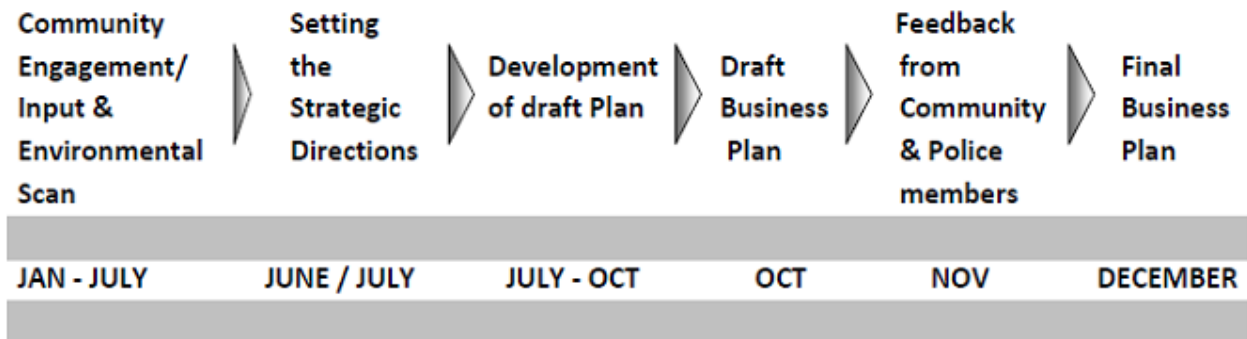 Community
Engagement/
Input &
Environmental
Scan
Setting
the
Strategic
Directions
Development
of draft Plan
Draft
Business
Plan
Feedback
from
Community
& Police
members
Final
Business
Plan
JAN - JULY
JUNE / JULY
JULY - OCT
OCT
NOV
DECEMBER